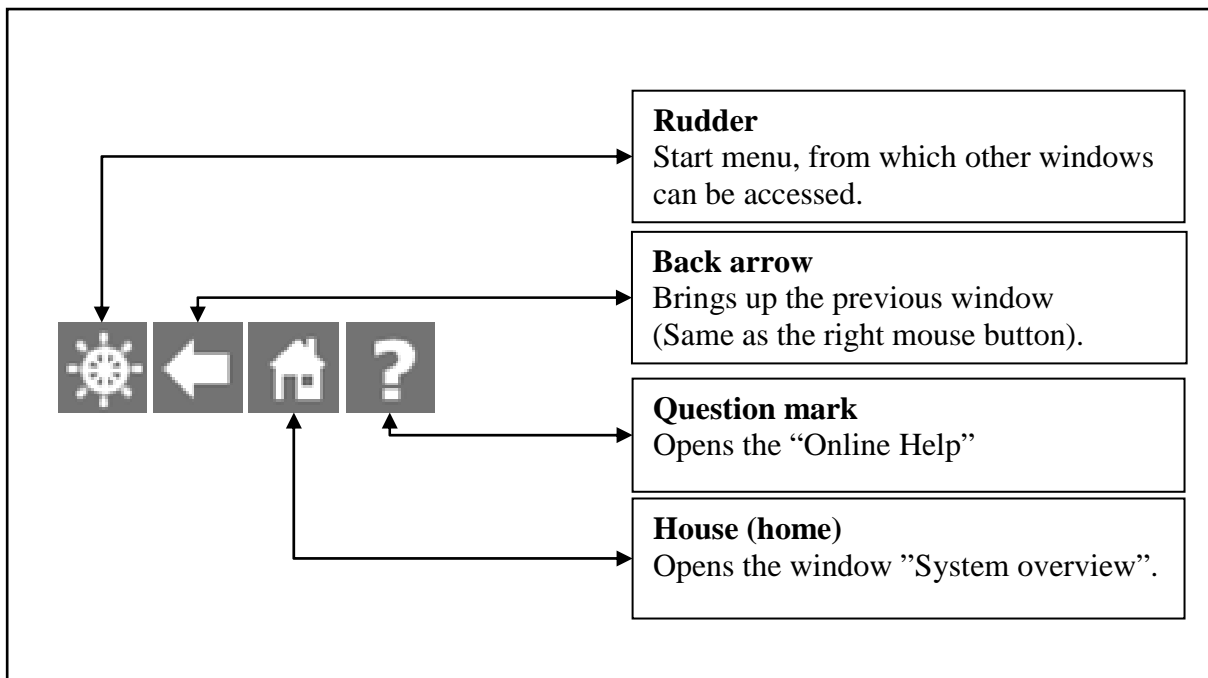 Rudder
Start menu, from which other windows
can be accessed.
Back arrow
Brings up the previous window
(Same as the right mouse button).
?
Question mark
Opens the “Online Help”
House (home)
Opens the window ”System overview”.